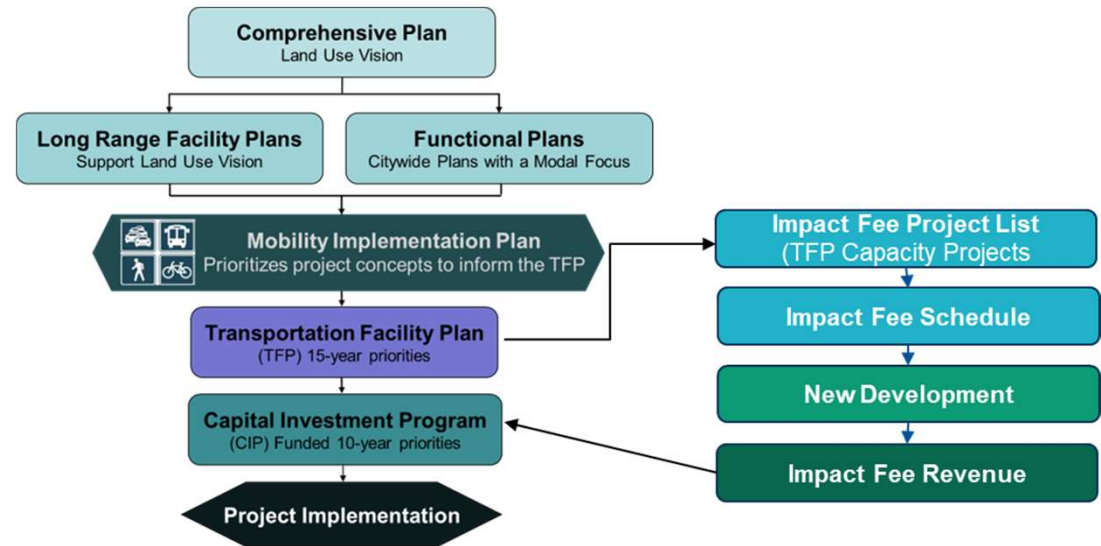 Comprehensive Plan
Land Use Vision
Long Range Facility Plans
Support Land Use Vision
Functional Plans
Citywide Plans with a Modal Focus
Mobility Implementation Plan
Prioritizes project concepts to inform the TFP
Transportation Facility Plan
(TFP) 15-year priorities
Capital Investment Program
(CIP) Funded 10-year priorities
Project Implementation
Impact Fee Project List
(TFP Capacity Projects
Impact Fee Schedule
New Development
Impact Fee Revenue